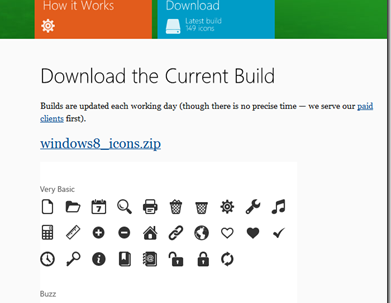 How it Works
Download
Latest build
149 icons
Download the Current Build
Builds are updated each working day (though there is no precise time — we serve our paid
clients first).
windows8_icons.zip
Very Basic
7
Buzz